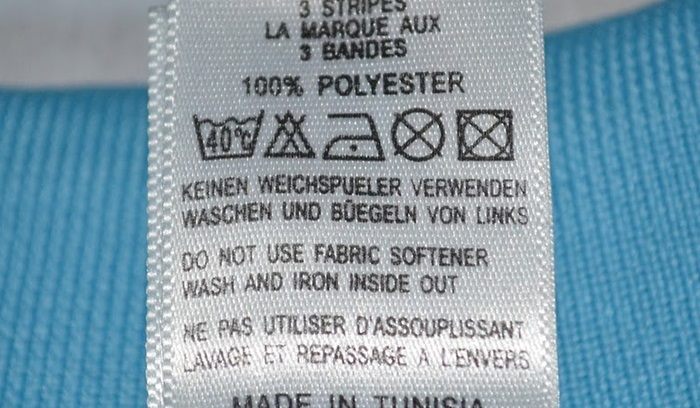 3 STRIPES
LA MARQUE AUX
3 BANDES
100% POLYESTER
40°C
KEINEN WEICHSPUELER VERWENDEN
WASCHEN UND BÜEGELN VON LINKS
DO NOT USE FABRIC SOFTENER
WASH AND IRON INSIDE OUT
NE PAS UTILISER D'ASSOUPLISSANT
LAVAGE ET REPASSAGE A L'ENVERS
MADE IN TUNISIA